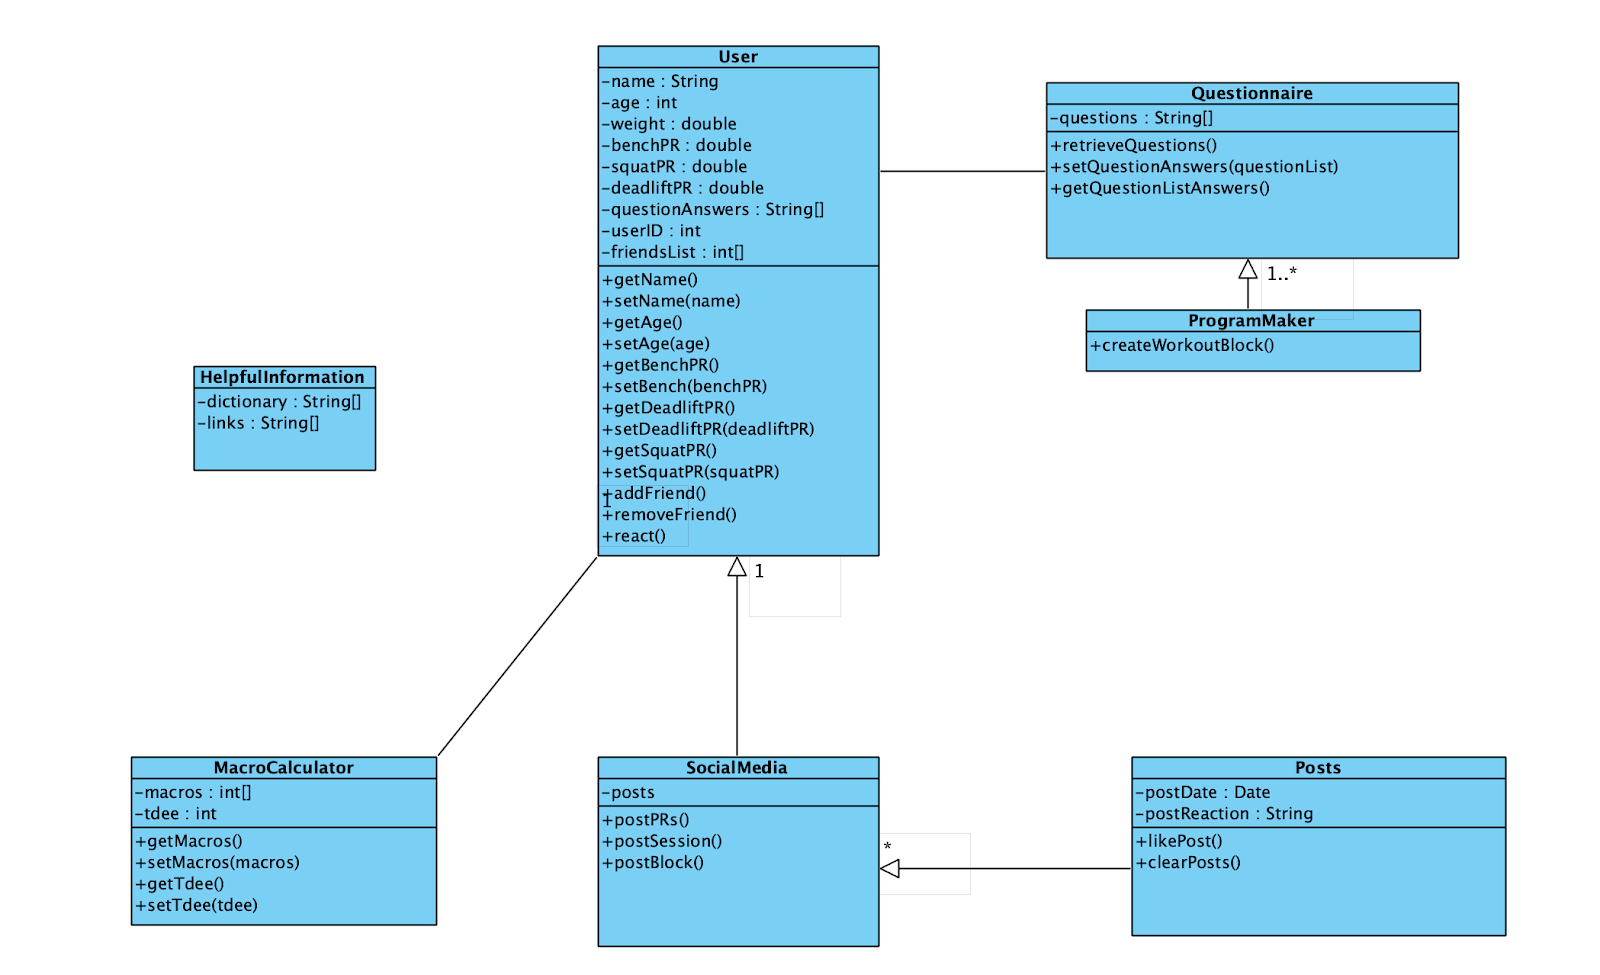 User
-name : String
-age : int
-weight : double
-benchPR : double
-squatPR : double
-deadliftPR : double
-questionAnswers : String[]
-userID : int
-friendsList : int[]
+getName()
+setName(name)
+getAge()
+setAge(age)
+getBenchPR()
+setBench(benchPR)
+getDeadliftPR()
+setDeadliftPR(deadliftPR)
+getSquatPR()
+setSquatPR(squatPR)
+addFriend()
1
+removeFriend()
+react()
1
Questionnaire
-questions : String[]
+retrieveQuestions()
+setQuestionAnswers(questionList)
+getQuestionListAnswers()
1..*
ProgramMaker
+createWorkoutBlock()
HelpfulInformation
-dictionary : String[]
-links : String[]
MacroCalculator
-macros : int[]
-tdee : int
+getMacros()
+setMacros(macros)
+getTdee()
+setTdee(tdee)
SocialMedia
-posts
+postPRs()
+postSession()
+postBlock()
*
Posts
-postDate : Date
-postReaction : String
+likePost()
+clearPosts()